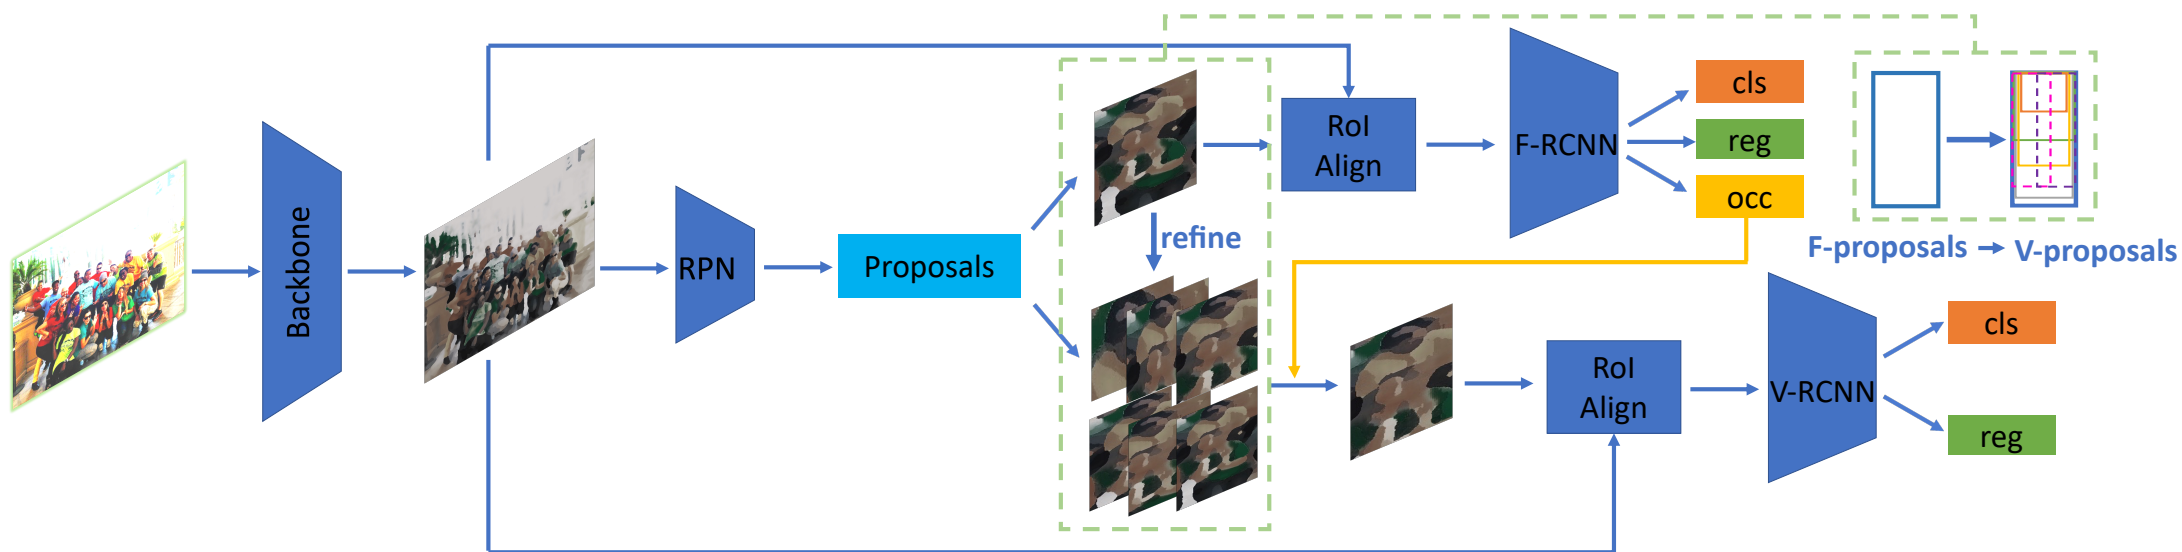 Backbone
RPN
Proposals
refine
RoI
Align
F-RCNN
cls
reg
occ
F-proposals
V-proposals
RoI
Align
V-RCNN
cls
reg